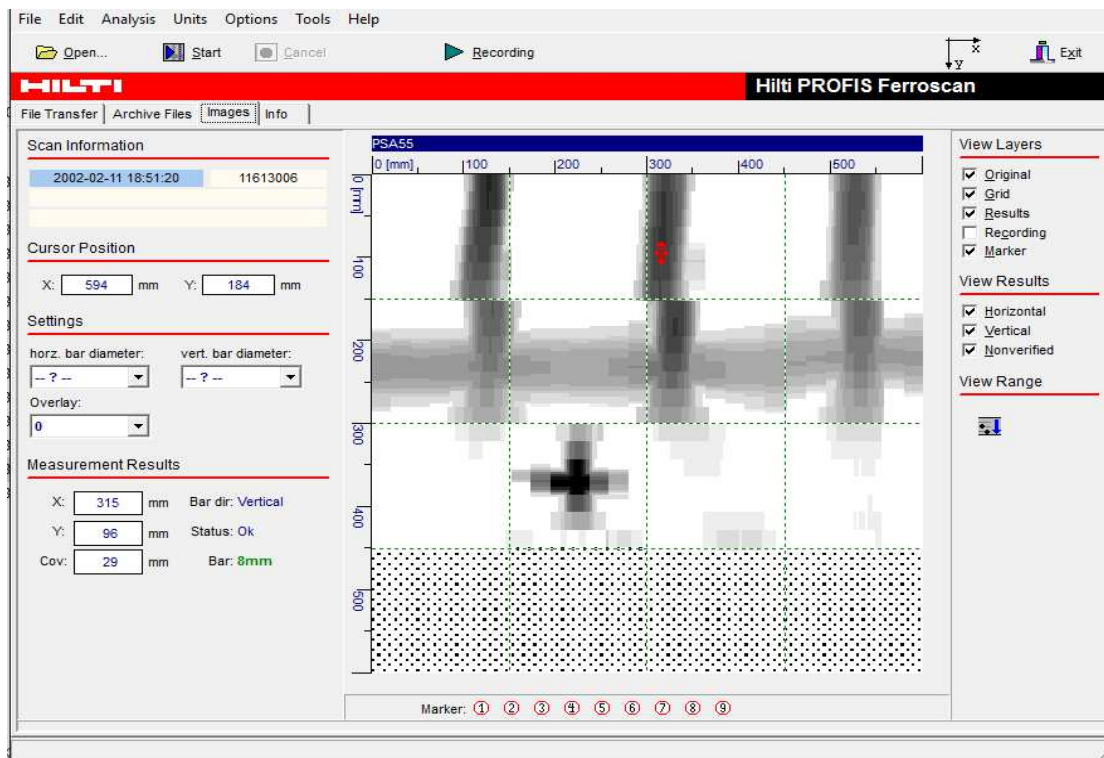 File Edit Analysis Units Options Tools Help
Open... Start Cancel Recording X Y Exit
HILTI Hilti PROFIS Ferroscan
File Transfer Archive Files Images Info
Scan Information
2002-02-11 18:51:20 11613006
Cursor Position
X: 594 mm Y: 184 mm
Settings
horz. bar diameter: vert. bar diameter:
-- ? -- -- ? --
Overlay:
0
Measurement Results
X: 315 mm Bar dir: Vertical
Y: 96 mm Status: Ok
Cov: 29 mm Bar: 8mm
PSA55
0 [mm] 100 200 300 400 500
0 [mm]
100
200
300
400
500
Marker: 1 2 3 4 5 6 7 8 9
View Layers
Original
Grid
Results
Recording
Marker
View Results
Horizontal
Vertical
Nonverified
View Range